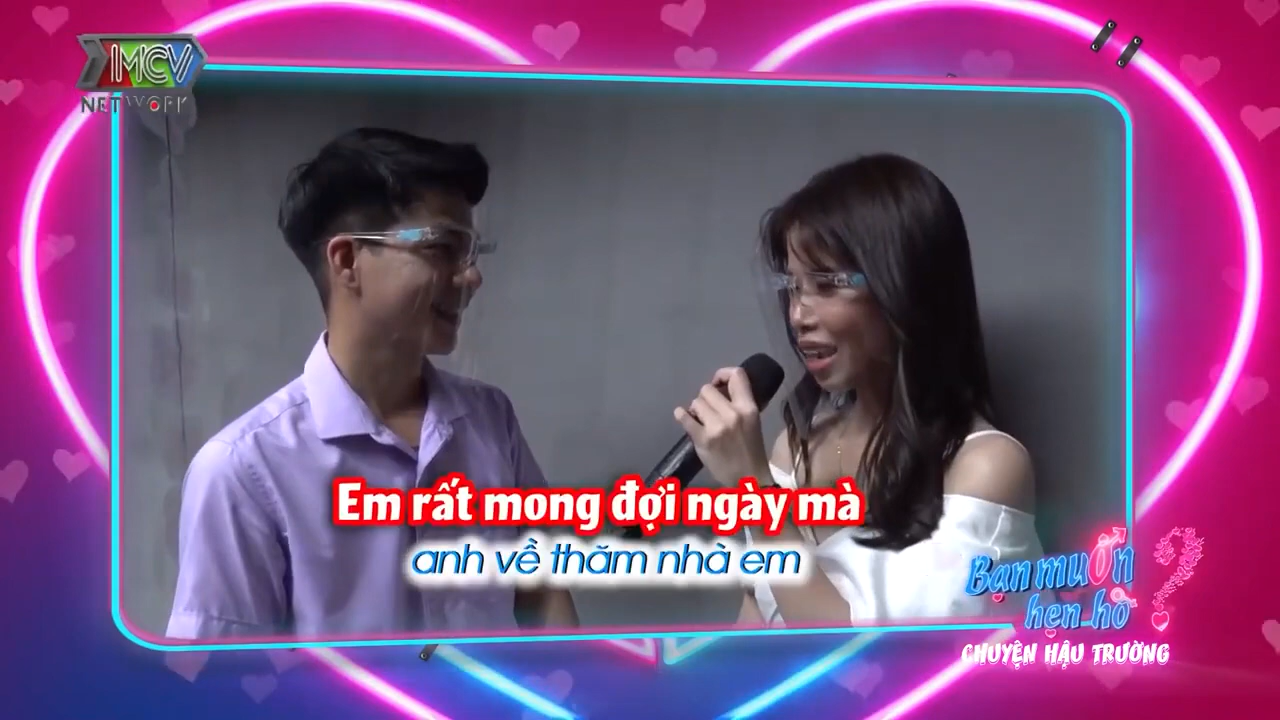 MCV
NETWORK
Em rất mong đợi ngày mà
anh về thăm nhà em
Bạn muốn
hẹn hò ?
CHUYỆN HẬU TRƯỜNG